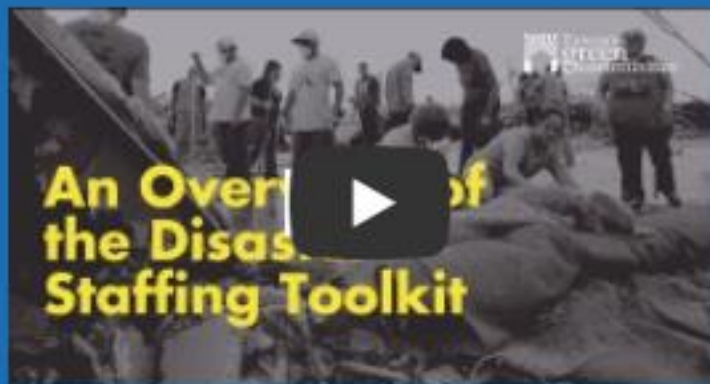 An Over of
the Disas
Staffing Toolkit